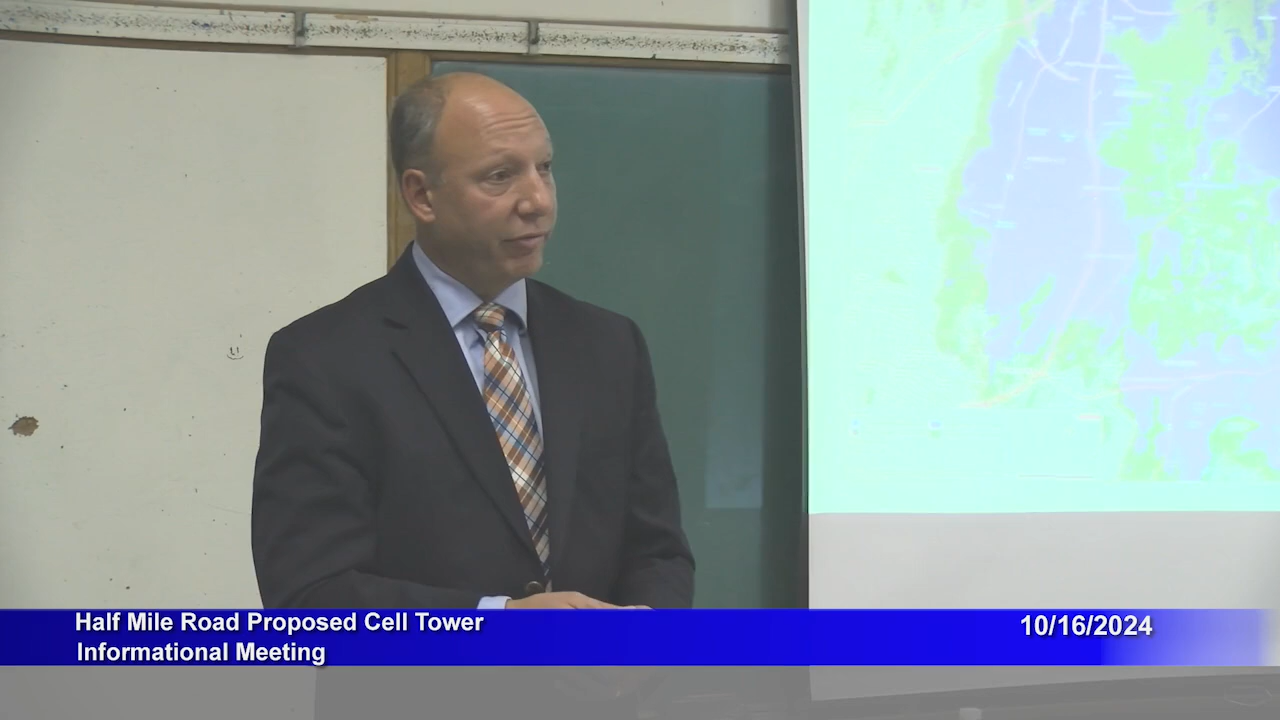 Half Mile Road Proposed Cell Tower
Informational Meeting
10/16/2024